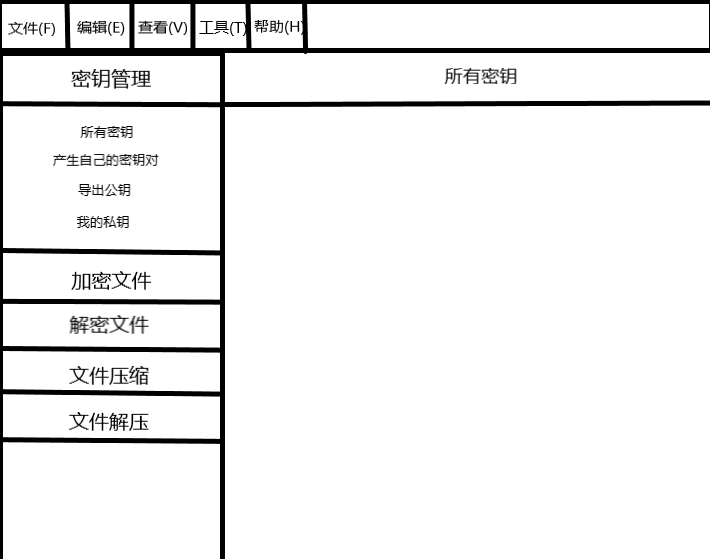 文件(F) 编辑(E) 查看(V) 工具(T) 帮助(H)
密钥管理
所有密钥
所有密钥
产生自己的密钥对
导出公钥
我的私钥
加密文件
解密文件
文件压缩
文件解压